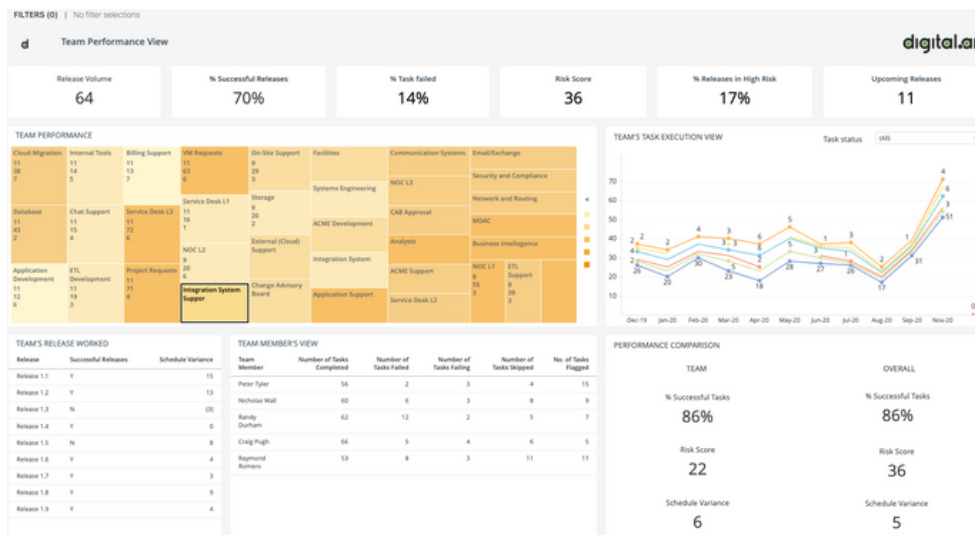 FILTERS (0) | No filter selections
d Team Performance View
digital.ai
Release Volume
64
% Successful Releases
70%
% Task failed
14%
Risk Score
36
% Releases in High Risk
17%
Upcoming Releases
11
TEAM PERFORMANCE
Cloud Migration
11
38
7
Internal Tools
11
14
5
Billing Support
11
13
7
VM Requests
11
63
6
On-Site Support
9
29
3
Facilities
Communication Systems
Email/Exchange
Security and Compliance
Systems Engineering
NOC L3
Network and Routing
Database
11
43
2
Chat Support
11
15
4
Service Desk L3
11
72
6
Service Desk L1
11
16
1
Storage
9
20
2
ACME Development
CAB Approval
MDAC
Integration System
Analysts
Business Intellegence
NOC L2
9
20
6
External (Cloud)
Support
Application
Development
11
12
6
ETL
Development
11
19
3
Project Requests
11
71
4
Integration System
Suppor
Change Advisory
Board
Application Support
ACME Support
Service Desk L2
NOC L1
8
55
3
ETL
Support
8
39
3
TEAM'S TASK EXECUTION VIEW
Task status (All)
70
60
50
40
30
20
10
Dec-19 Jan-20 Feb-20 Mar-20 Apr-20 May-20 Jun-20 Jul-20 Aug-20 Sep-20 Nov-20
26 20 30 23 18 28 27 26 17 31 51
TEAM'S RELEASE WORKED
Release Successful Releases Schedule Variance
Release 1.1 Y 15
Release 1.2 Y 13
Release 1.3 N (3)
Release 1.4 Y 0
Release 1.5 N 8
Release 1.6 Y 4
Release 1.7 Y 3
Release 1.8 Y 9
Release 1.9 Y 4
TEAM MEMBER'S VIEW
Team Number of Tasks Number of Number of Number of No. of Tasks
Member Completed Tasks Failed Tasks Failing Tasks Skipped Flagged
Peter Tyler 56 2 3 4 15
Nicholas Wall 60 6 3 8 9
Randy
Durham 62 12 2 5 7
Craig Pugh 66 5 4 6 5
Raymond
Romero 53 8 3 11 11
PERFORMANCE COMPARISON
TEAM OVERALL
% Successful Tasks % Successful Tasks
86% 86%
Risk Score Risk Score
22 36
Schedule Variance Schedule Variance
6 5